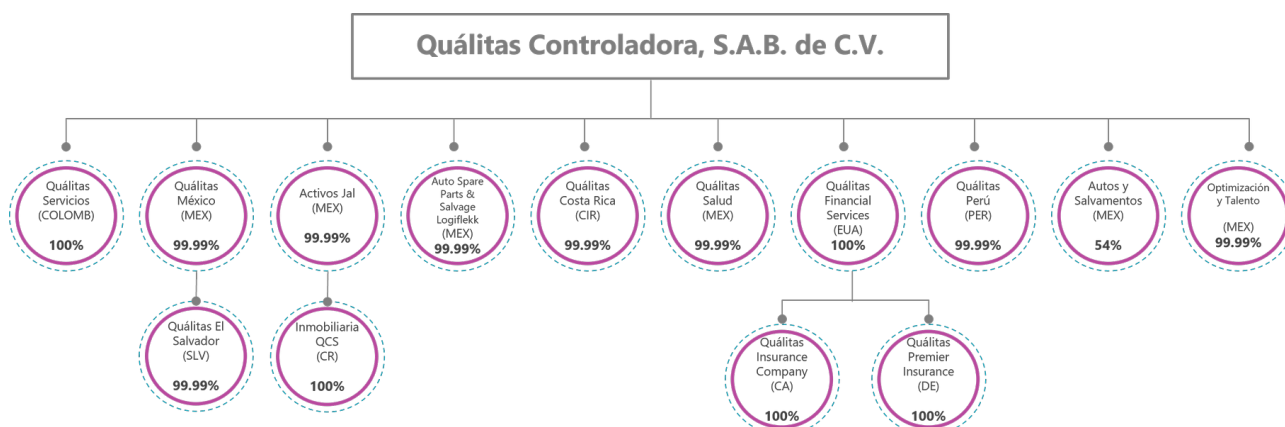 Quálitas Controladora, S.A.B. de C.V.
Quálitas
Servicios
(COLOMB)
100%
Quálitas
México
(MEX)
99.99%
Activos Jal
(MEX)
99.99%
Auto Spare
Parts &
Salvage
Logiflekk
(MEX)
99.99%
Quálitas
Costa Rica
(CIR)
99.99%
Quálitas
Salud
(MEX)
99.99%
Quálitas
Financial
Services
(EUA)
100%
Quálitas
Perú
(PER)
99.99%
Autos y
Salvamentos
(MEX)
54%
Optimización
y Talento
(MEX)
99.99%
Quálitas El
Salvador
(SLV)
99.99%
Inmobiliaria
QCS
(CR)
100%
Quálitas
Insurance
Company
(CA)
100%
Quálitas
Premier
Insurance
(DE)
100%